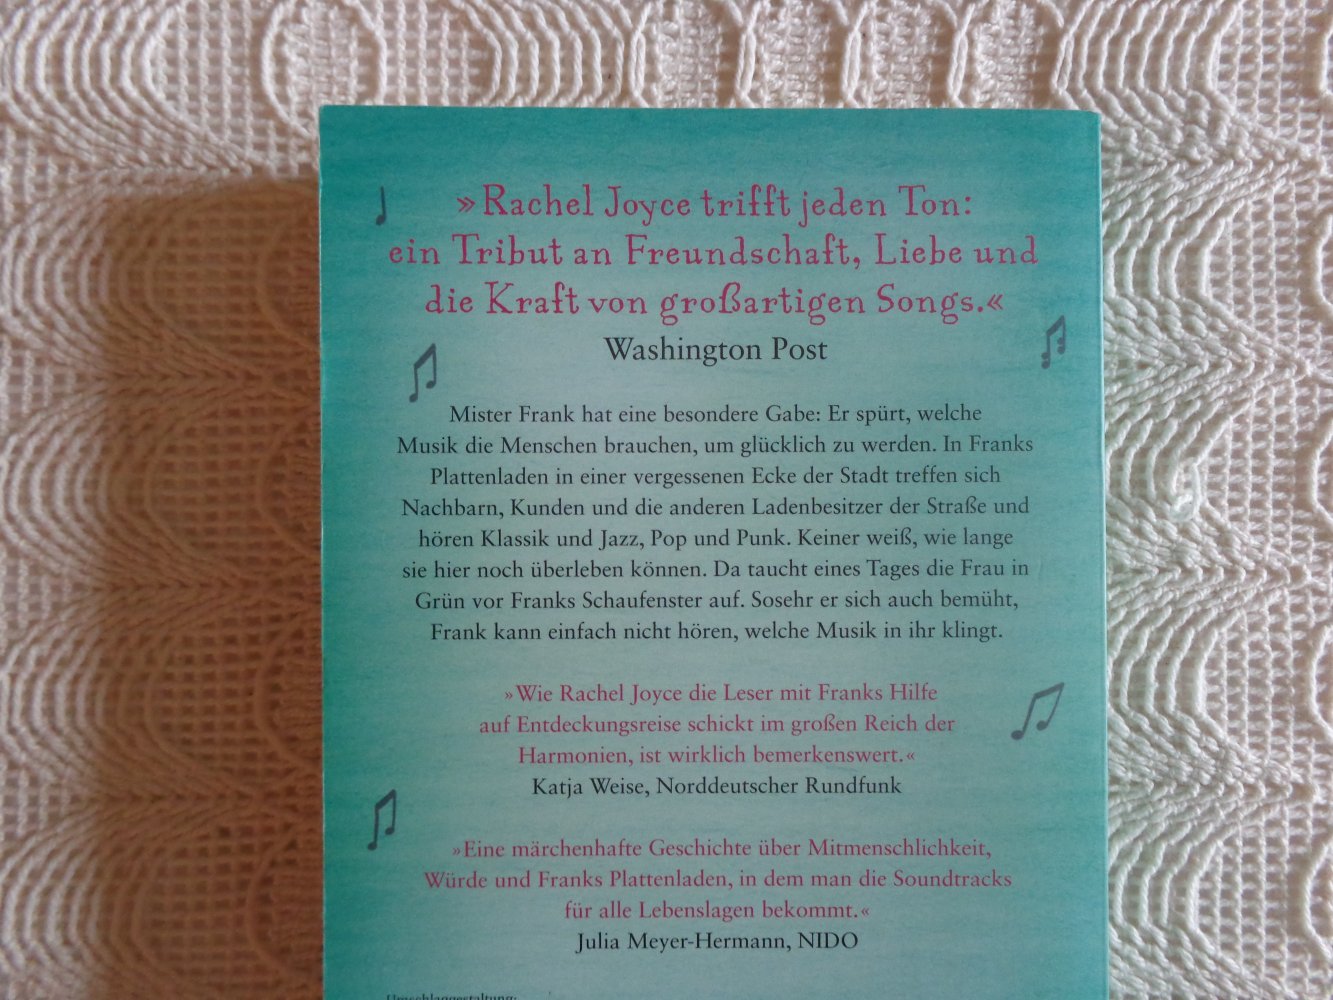 »Rachel Joyce trifft jeden Ton:
ein Tribut an Freundschaft, Liebe und
die Kraft von großartigen Songs.«
Washington Post
Mister Frank hat eine besondere Gabe: Er spürt, welche
Musik die Menschen brauchen, um glücklich zu werden. In Franks
Plattenladen in einer vergessenen Ecke der Stadt treffen sich
Nachbarn, Kunden und die anderen Ladenbesitzer der Straße und
hören Klassik und Jazz, Pop und Punk. Keiner weiß, wie lange
sie hier noch überleben können. Da taucht eines Tages die Frau in
Grün vor Franks Schaufenster auf. Sosehr er sich auch bemüht,
Frank kann einfach nicht hören, welche Musik in ihr klingt.
»Wie Rachel Joyce die Leser mit Franks Hilfe
auf Entdeckungsreise schickt im großen Reich der
Harmonien, ist wirklich bemerkenswert.«
Katja Weise, Norddeutscher Rundfunk
»Eine märchenhafte Geschichte über Mitmenschlichkeit,
Würde und Franks Plattenladen, in dem man die Soundtracks
für alle Lebenslagen bekommt.«
Julia Meyer-Hermann, NIDO
Umschlaggestaltung: